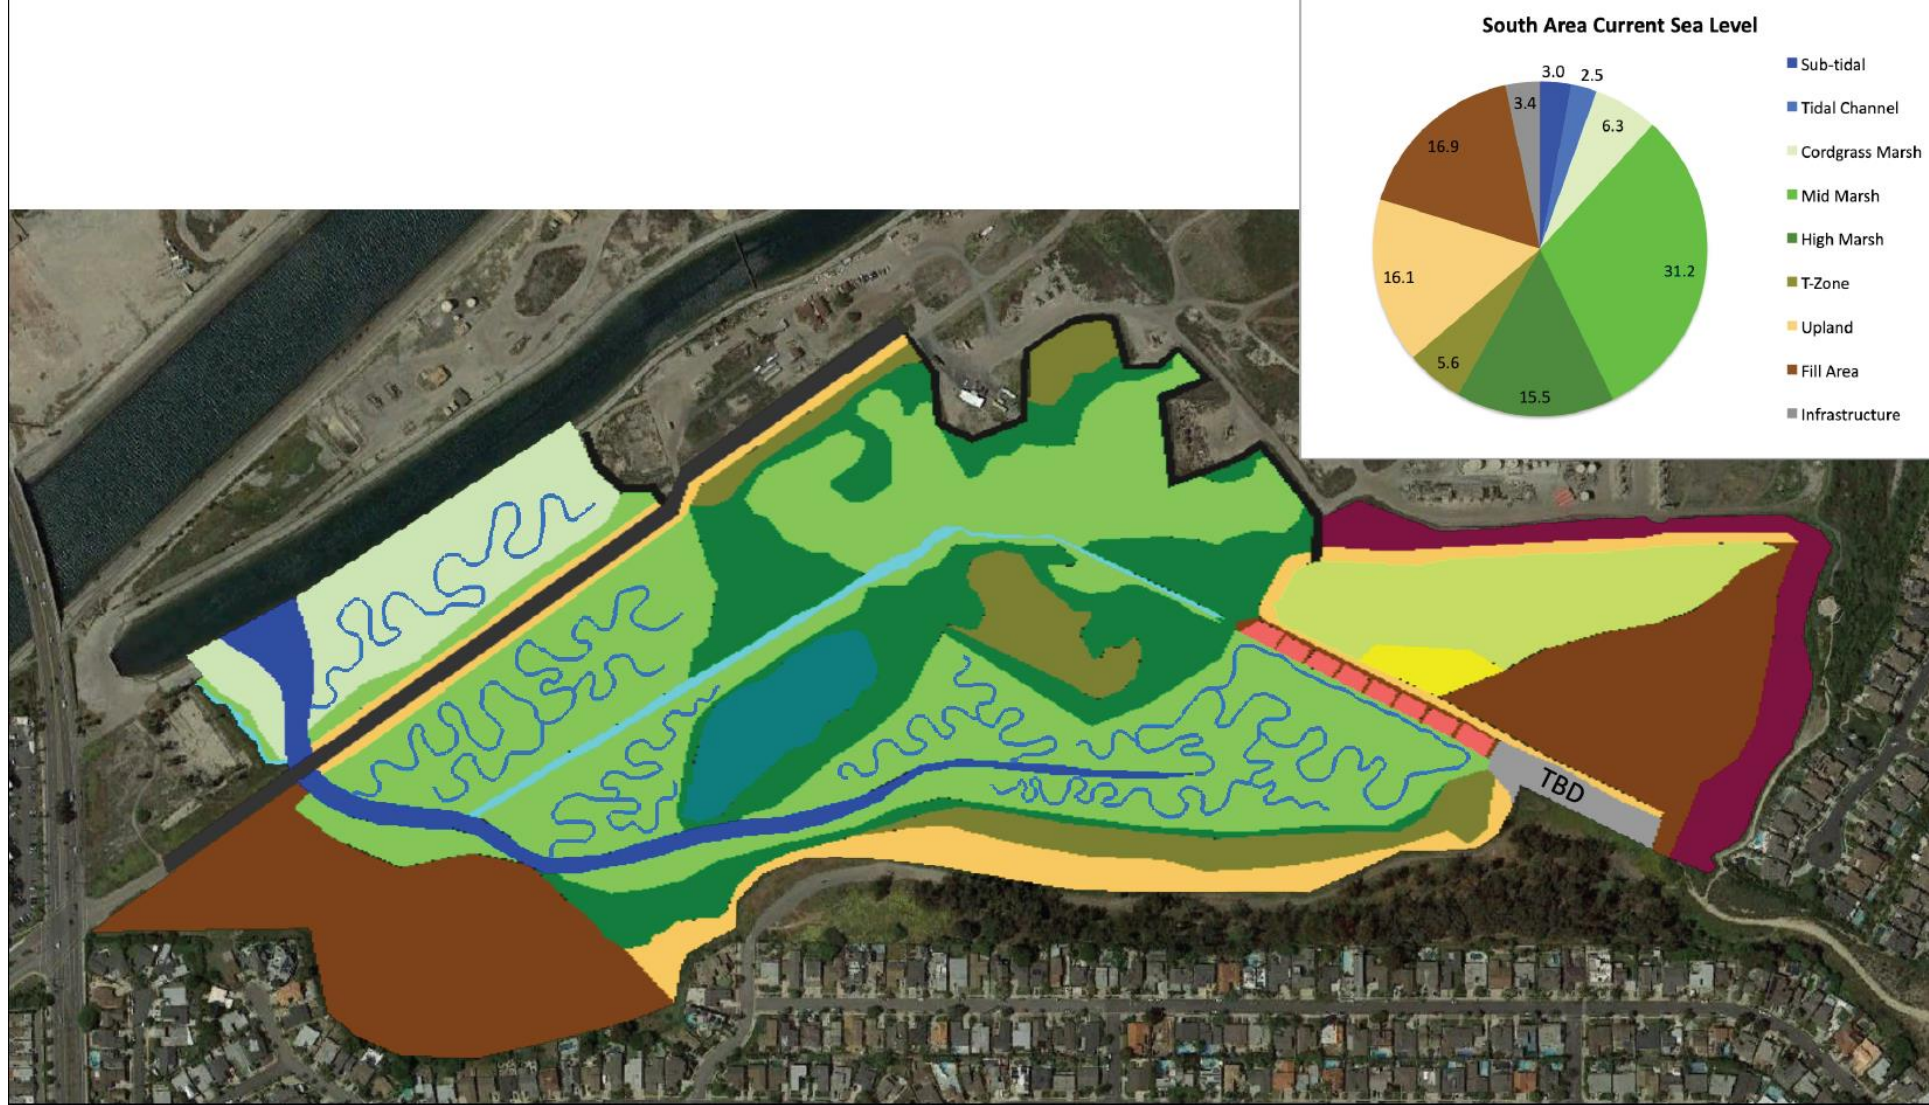 South Area Current Sea Level
3.0
2.5
6.3
31.2
15.5
5.6
16.1
16.9
3.4
Sub-tidal
Tidal Channel
Cordgrass Marsh
Mid Marsh
High Marsh
T-Zone
Upland
Fill Area
Infrastructure
TBD